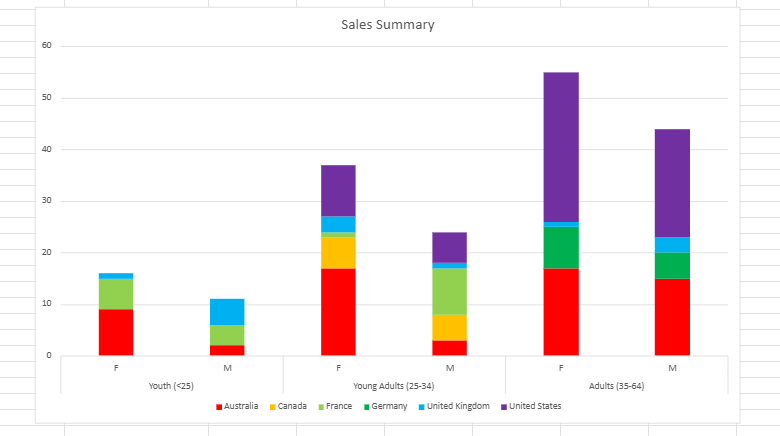 Sales Summary
60
50
40
30
20
10
0
F M F M F M
Youth (<25) Young Adults (25-34) Adults (35-64)
Australia Canada France Germany United Kingdom United States